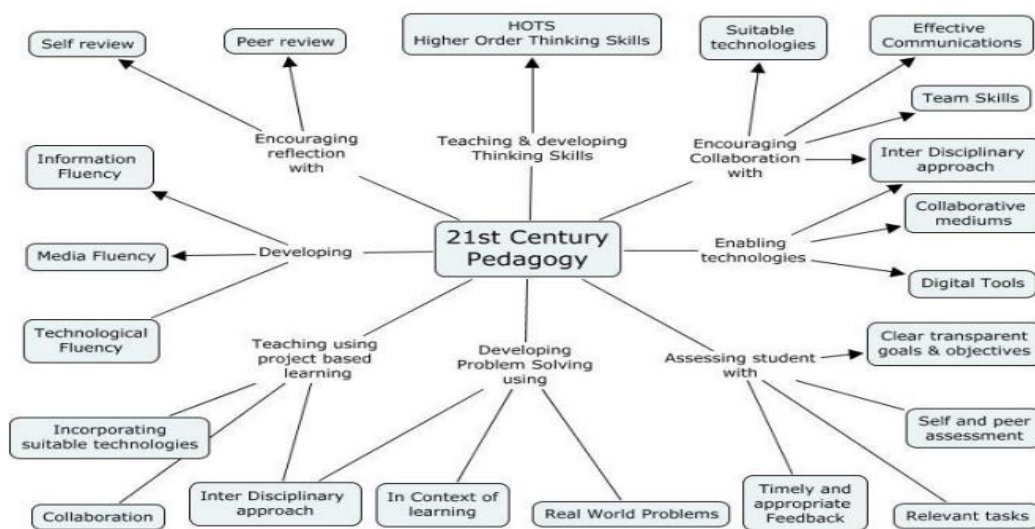 HOTS
Higher Order Thinking Skills
Self review
Peer review
Suitable
technologies
Effective
Communications
Team Skills
Encouraging
reflection
with
Teaching & developing
Thinking Skills
Encouraging
Collaboration
with
Inter Disciplinary
approach
Information
Fluency
Collaborative
mediums
21st Century
Pedagogy
Media Fluency
Developing
Enabling
technologies
Digital Tools
Technological
Fluency
Teaching using
project based
learning
Developing
Problem Solving
using
Assessing student
with
Clear transparent
goals & objectives
Incorporating
suitable technologies
Self and peer
assessment
Collaboration
Inter Disciplinary
approach
In Context of
learning
Real World Problems
Timely and
appropriate
Feedback
Relevant tasks